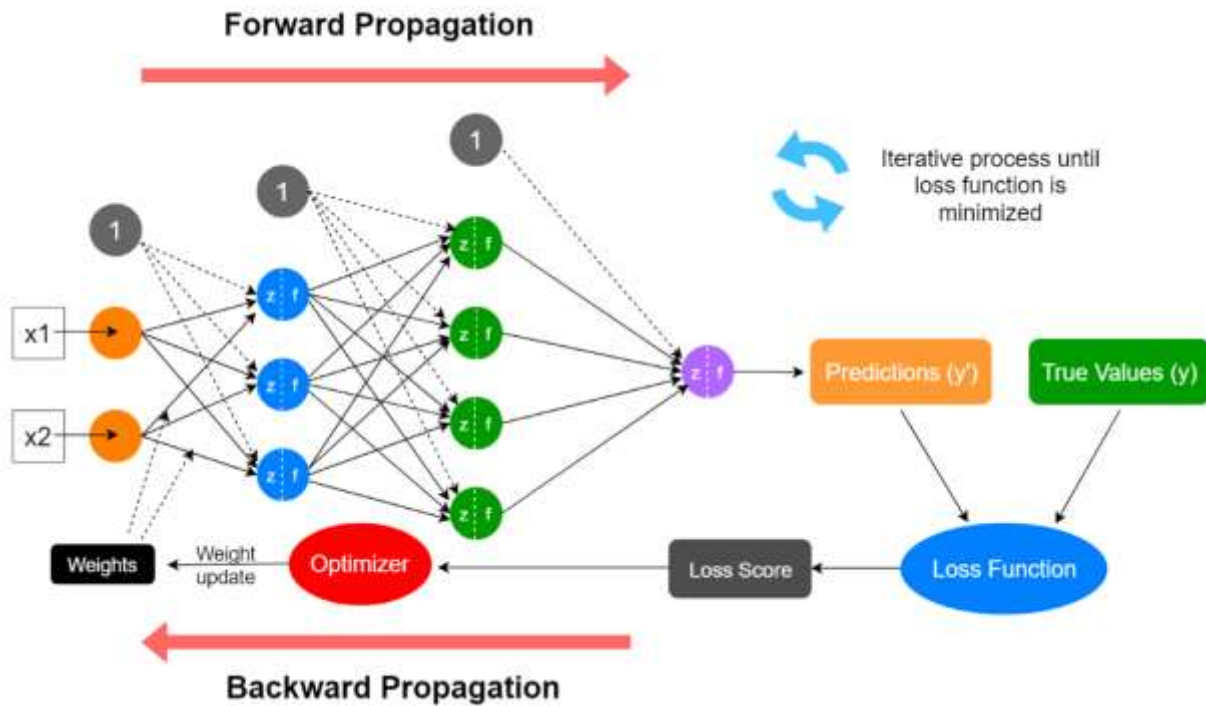 Forward Propagation
1
1
1
Iterative process until
loss function is
minimized
z f
z f
z f
z f
z f
z f
z f
z f
x1
x2
Predictions (y')
True Values (y)
Weights
Weight
update
Optimizer
Loss Score
Loss Function
Backward Propagation